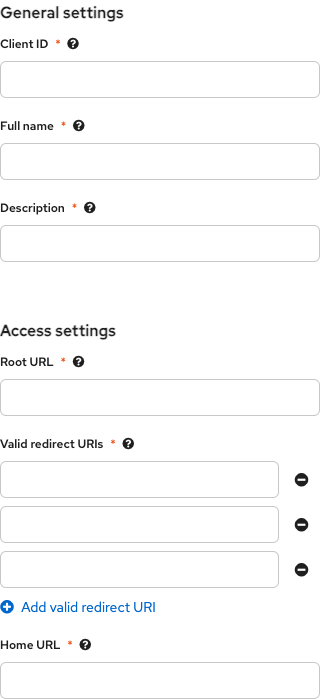 General settings
Client ID *
Full name *
Description *
Access settings
Root URL *
Valid redirect URIs *
Add valid redirect URI
Home URL *